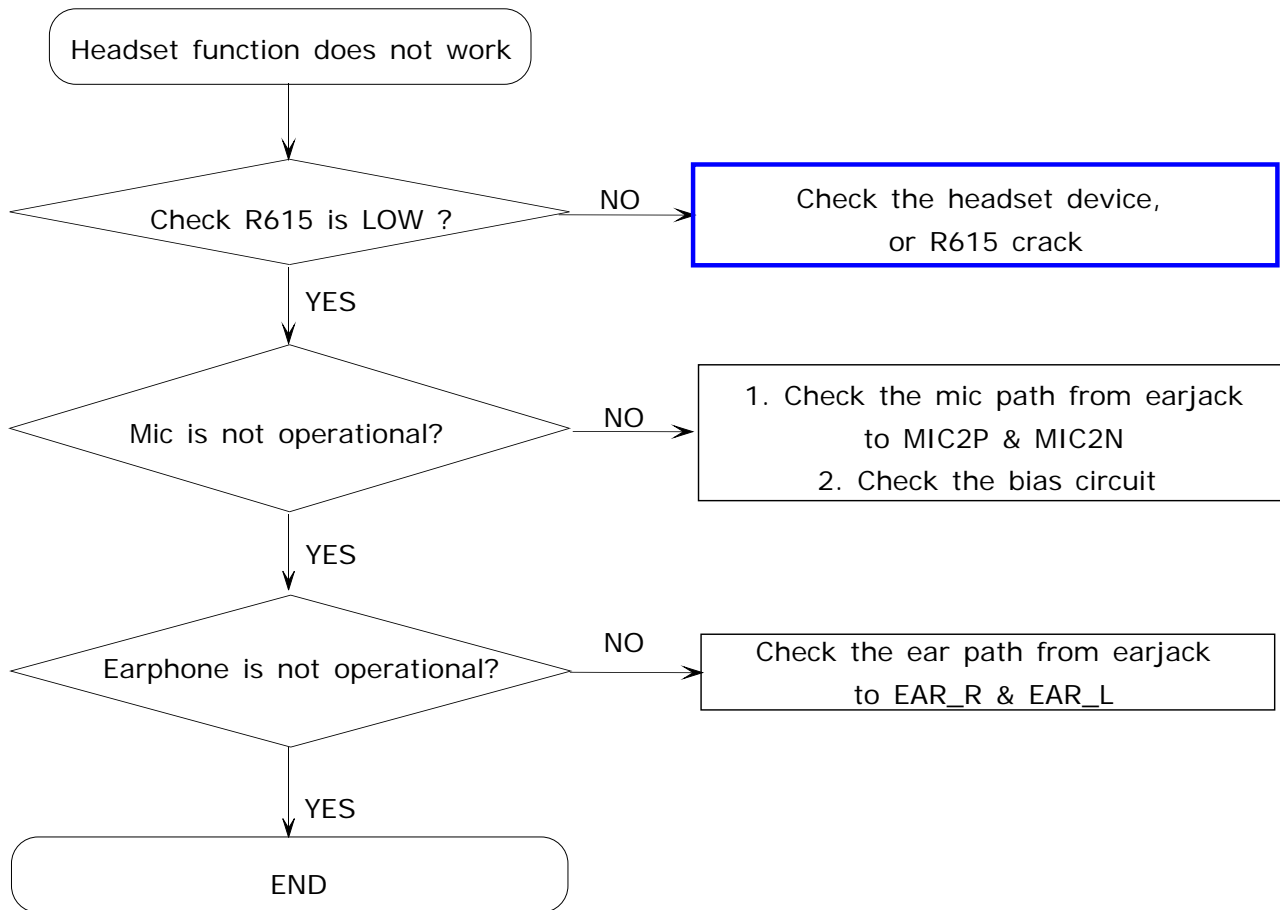 Headset function does not work
Check R615 is LOW ?
NO
Check the headset device,
or R615 crack
YES
Mic is not operational?
NO
1. Check the mic path from earjack
to MIC2P & MIC2N
2. Check the bias circuit
YES
Earphone is not operational?
NO
Check the ear path from earjack
to EAR_R & EAR_L
YES
END